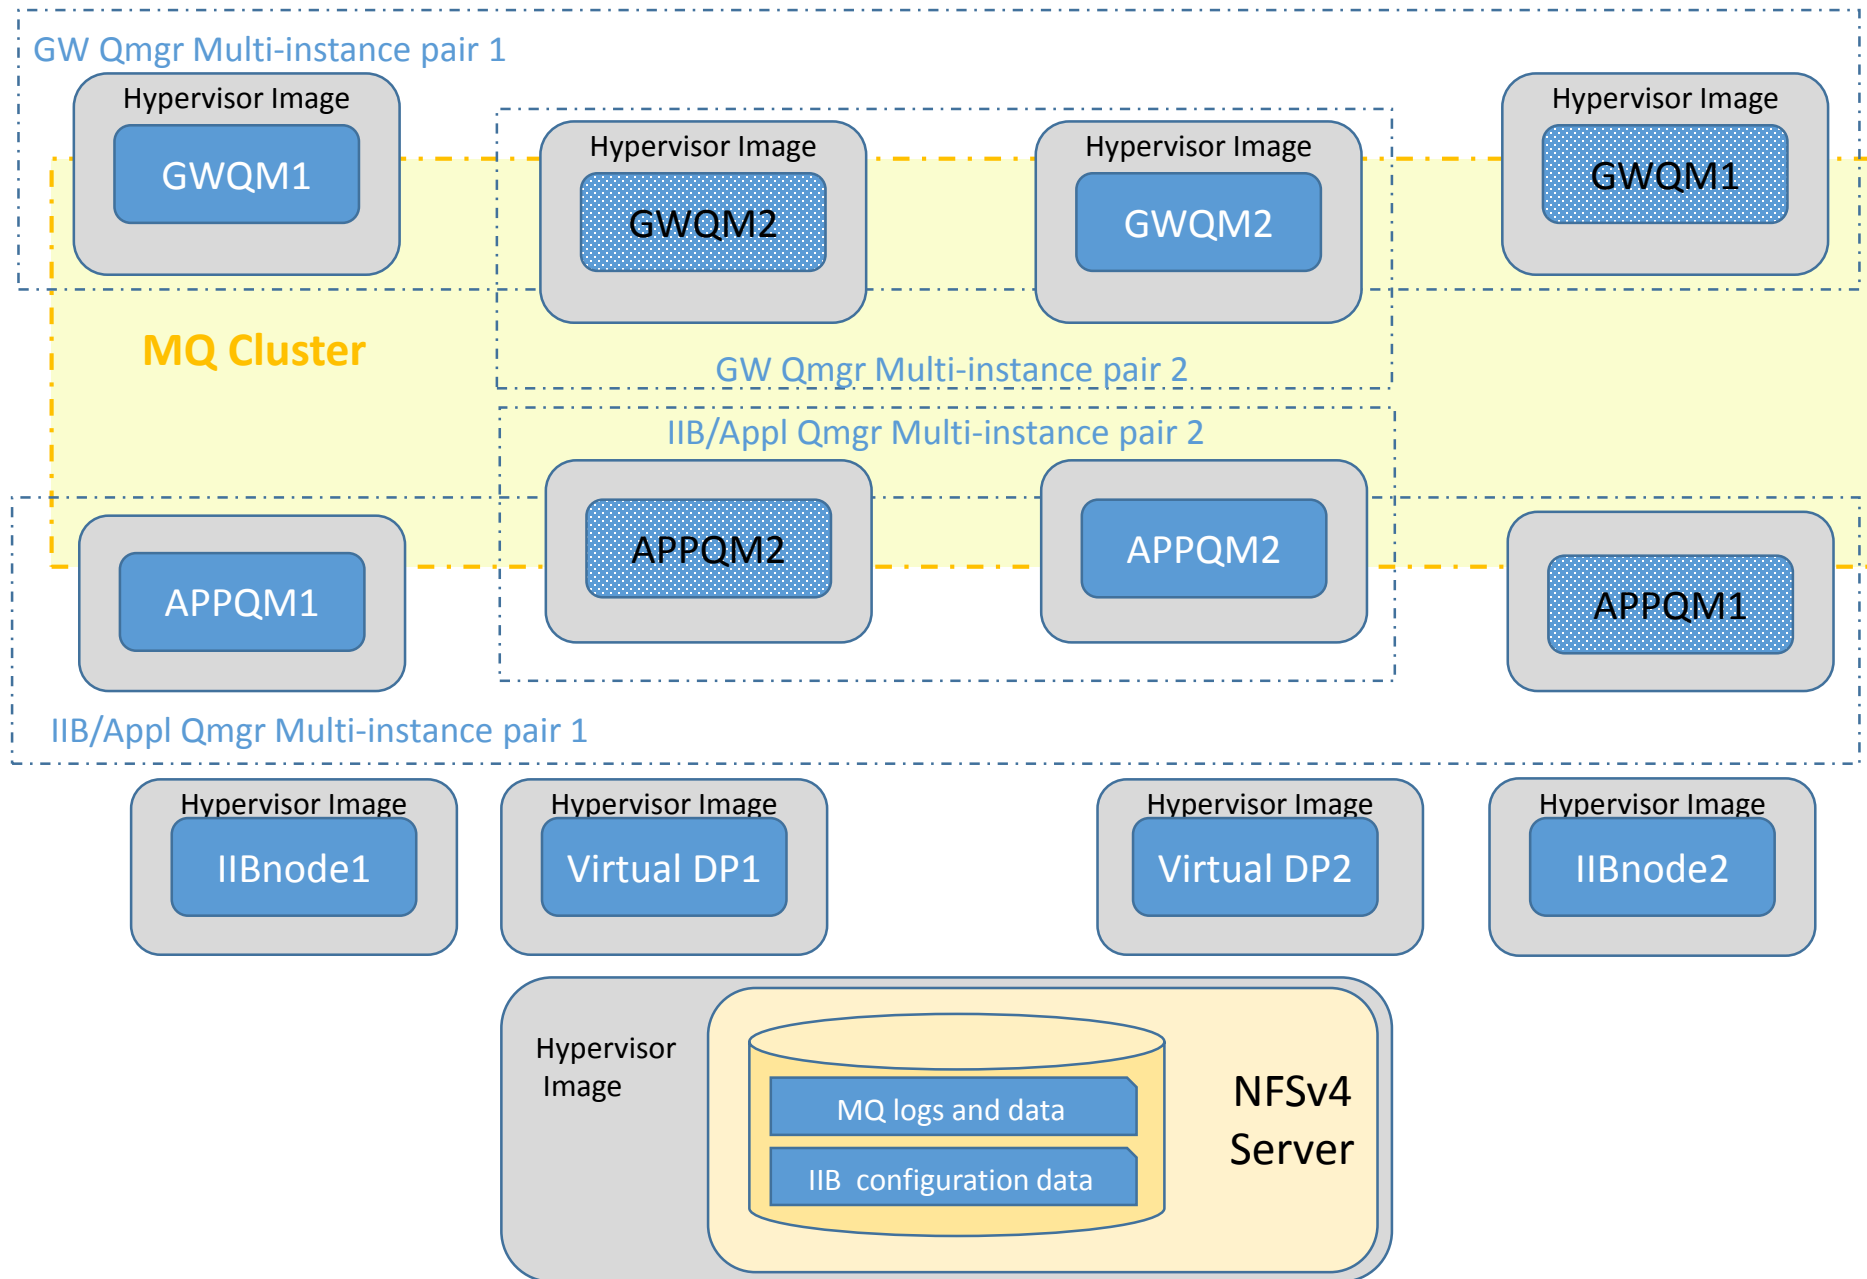 GW Qmgr Multi-instance pair 1
Hypervisor Image
GWQM1
Hypervisor Image
GWQM2
Hypervisor Image
GWQM2
Hypervisor Image
GWQM1
MQ Cluster
GW Qmgr Multi-instance pair 2
IIB/Appl Qmgr Multi-instance pair 2
APPQM1
APPQM2
APPQM2
APPQM1
IIB/Appl Qmgr Multi-instance pair 1
Hypervisor Image
IIBnode1
Hypervisor Image
Virtual DP1
Hypervisor Image
Virtual DP2
Hypervisor Image
IIBnode2
Hypervisor
Image
MQ logs and data
IIB configuration data
NFSv4
Server